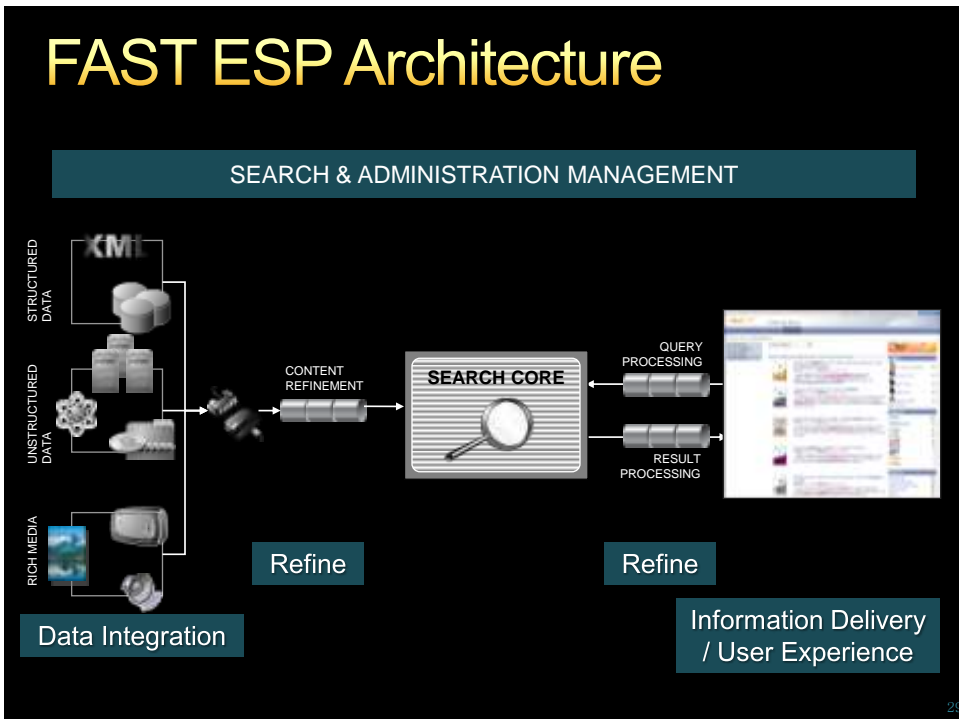 FAST ESP Architecture
SEARCH & ADMINISTRATION MANAGEMENT
STRUCTURED
DATA
XML
UNSTRUCTURED
DATA
RICH MEDIA
CONTENT
REFINEMENT
SEARCH CORE
QUERY
PROCESSING
RESULT
PROCESSING
Refine
Refine
Data Integration
Information Delivery
/ User Experience
29